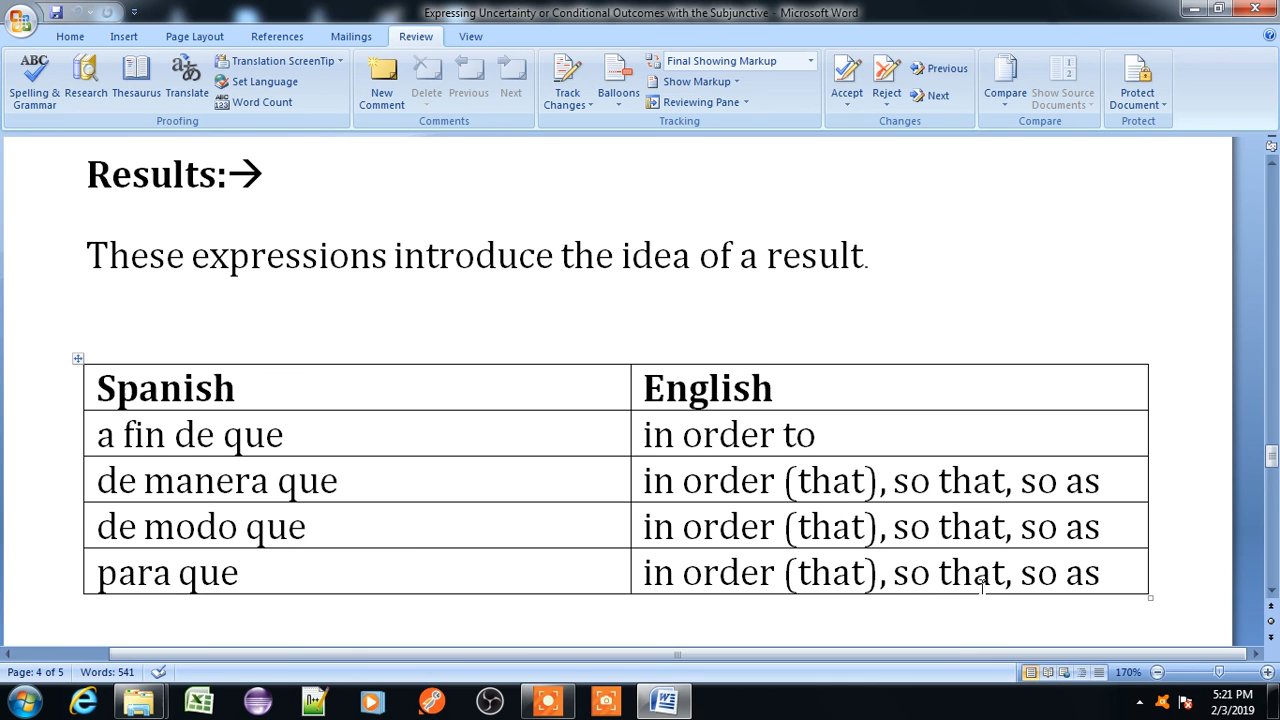 Expressing Uncertainty or Conditional Outcomes with the Subjunctive - Microsoft Word
Home Insert Page Layout References Mailings Review View
ABC Spelling & Grammar Research Thesaurus Translate Translation ScreenTip Set Language Word Count
Proofing
New Comment Delete Previous Next
Comments
Track Changes Balloons Final Showing Markup Show Markup Reviewing Pane
Tracking
Accept Reject Previous Next
Changes
Compare Show Source Documents
Compare
Protect Document
Protect
Results:→
These expressions introduce the idea of a result.
Spanish English
a fin de que in order to
de manera que in order (that), so that, so as
de modo que in order (that), so that, so as
para que in order (that), so that, so as
Page: 4 of 5 Words: 541 170%
5:21 PM
2/3/2019